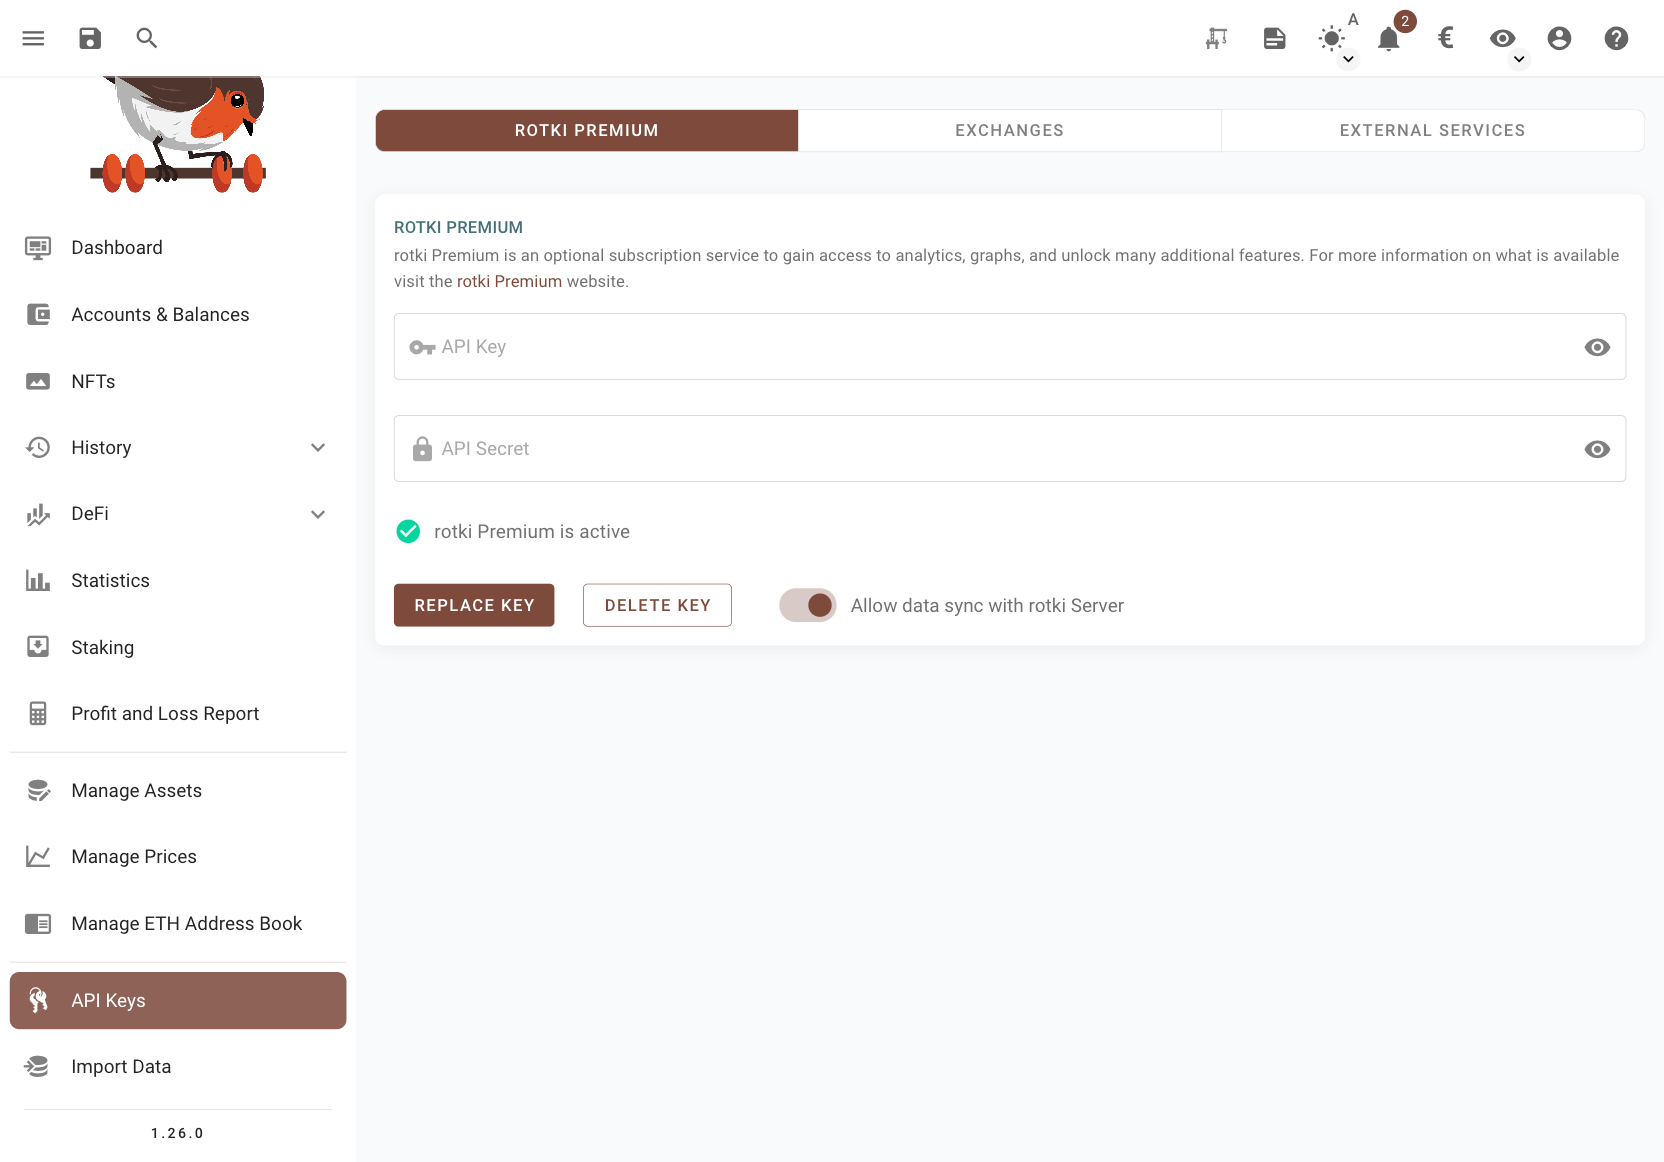 A
2
€
ROTKI PREMIUM
EXCHANGES
EXTERNAL SERVICES
Dashboard
Accounts & Balances
NFTs
History
DeFi
Statistics
Staking
Profit and Loss Report
Manage Assets
Manage Prices
Manage ETH Address Book
API Keys
Import Data
1.26.0
ROTKI PREMIUM
rotki Premium is an optional subscription service to gain access to analytics, graphs, and unlock many additional features. For more information on what is available
visit the rotki Premium website.
API Key
API Secret
rotki Premium is active
REPLACE KEY
DELETE KEY
Allow data sync with rotki Server